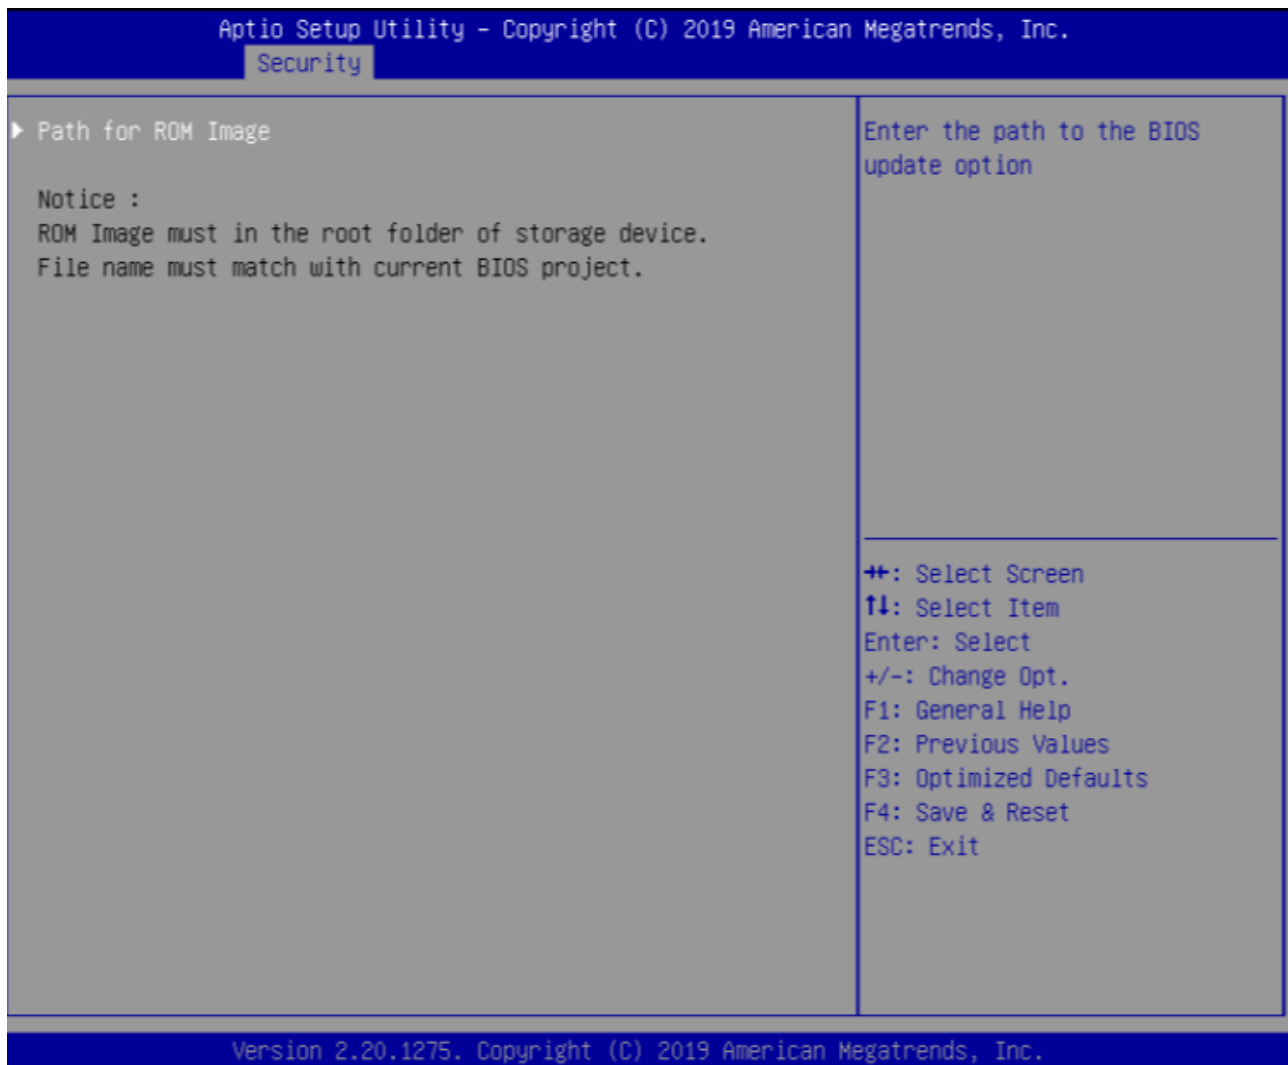 Aptio Setup Utility – Copyright (C) 2019 American Megatrends, Inc.
Security
Path for ROM Image
Notice :
ROM Image must in the root folder of storage device.
File name must match with current BIOS project.
Enter the path to the BIOS
update option
→←: Select Screen
↑↓: Select Item
Enter: Select
+/-: Change Opt.
F1: General Help
F2: Previous Values
F3: Optimized Defaults
F4: Save & Reset
ESC: Exit
Version 2.20.1275. Copyright (C) 2019 American Megatrends, Inc.